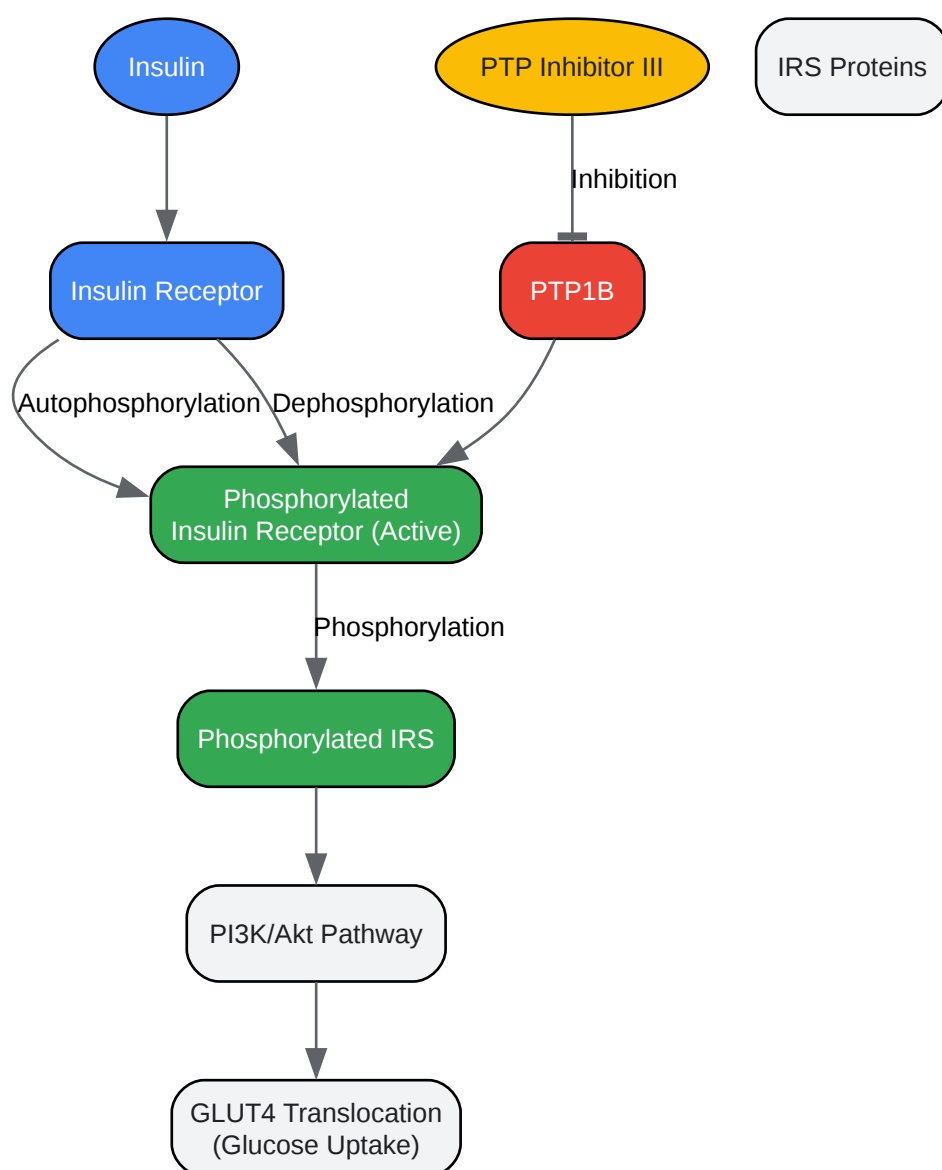 Insulin
PTP Inhibitor III
IRS Proteins
Inhibition
Insulin Receptor
PTP1B
Autophosphorylation
Dephosphorylation
Phosphorylated
Insulin Receptor (Active)
Phosphorylation
Phosphorylated IRS
PI3K/Akt Pathway
GLUT4 Translocation
(Glucose Uptake)